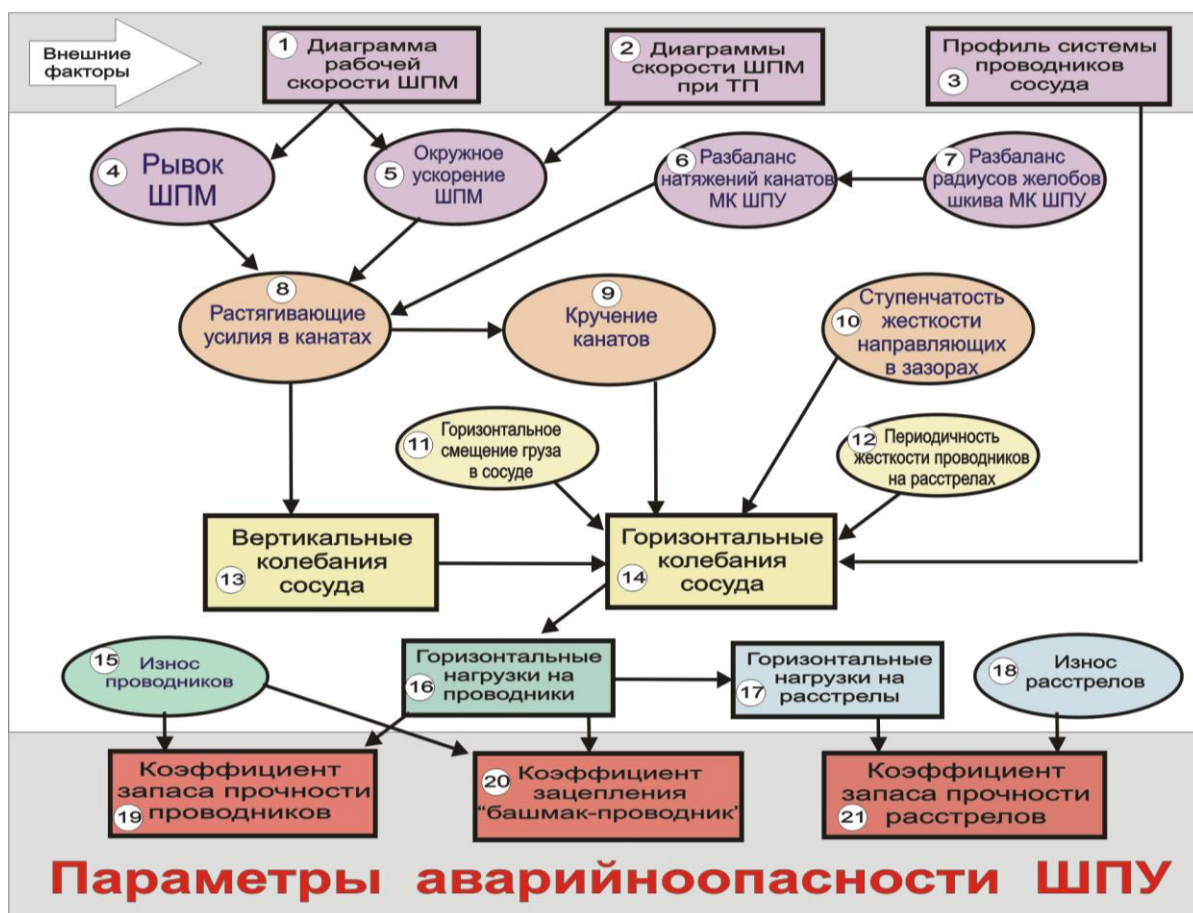 Внешние
факторы
1 Диаграмма
рабочей
скорости ШПМ
2 Диаграммы
скорости ШПМ
при ТП
Профиль системы
3 проводников
сосуда
4 Рывок
ШПМ
Окружное
5 ускорение
ШПМ
6 Разбаланс
натяжений канатов
МК ШПУ
7 Разбаланс
радиусов желобов
шкива МК ШПУ
8
Растягивающие
усилия в канатах
9
Кручение
канатов
Ступенчатость
10 жесткости
направляющих
в зазорах
Горизонтальное
11 смещение груза
в сосуде
12 Периодичность
жесткости проводников
на расстрелах
Вертикальные
колебания
13 сосуда
Горизонтальные
колебания
14 сосуда
15 Износ
проводников
Горизонтальные
нагрузки на
16 проводники
Горизонтальные
нагрузки на
17 расстрелы
18 Износ
расстрелов
Коэффициент
запаса прочности
19 проводников
20 Коэффициент
зацепления
“башмак-проводник’
Коэффициент
запаса прочности
21 расстрелов
Параметры аварийноопасности ШПУ